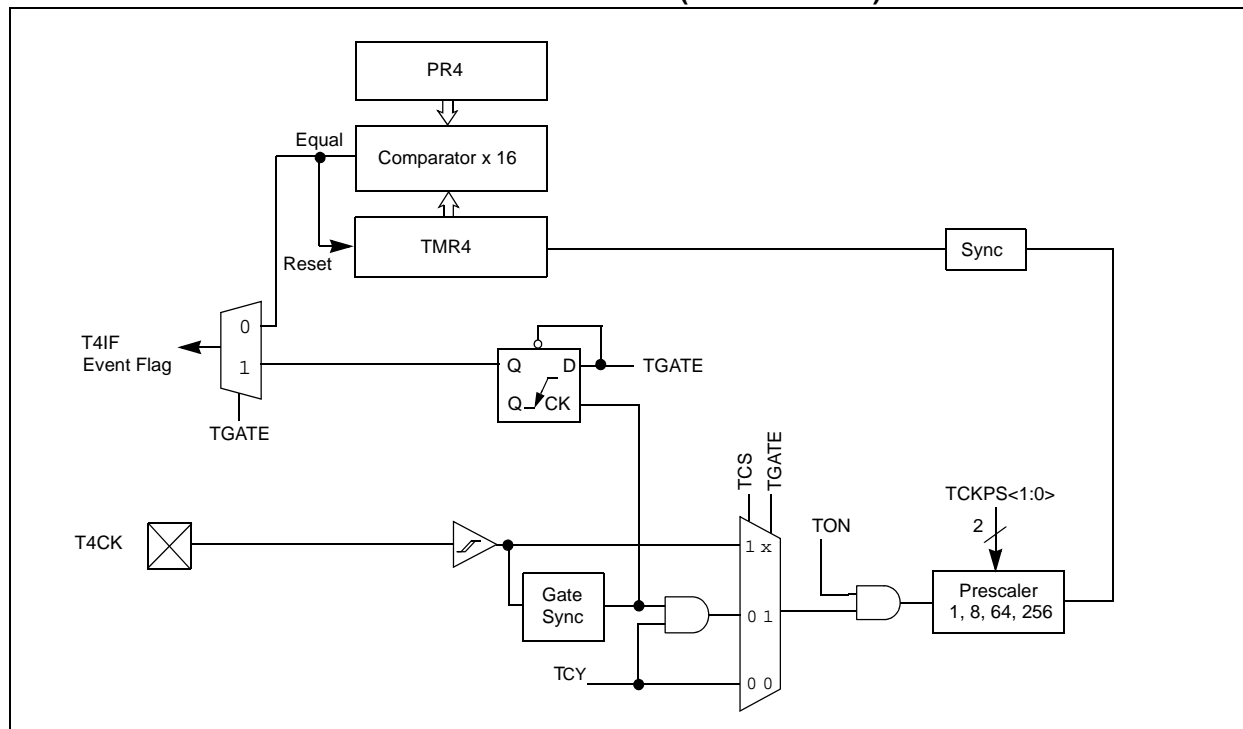 PR4
Equal
Comparator x 16
TMR4
Reset
Sync
0
T4IF
Event Flag
1
Q D
TGATE
Q CK
TGATE
TCS
TGATE
TCKPS<1:0>
2
TON
T4CK
1 x
Prescaler
1, 8, 64, 256
Gate
Sync
0 1
TCY
0 0